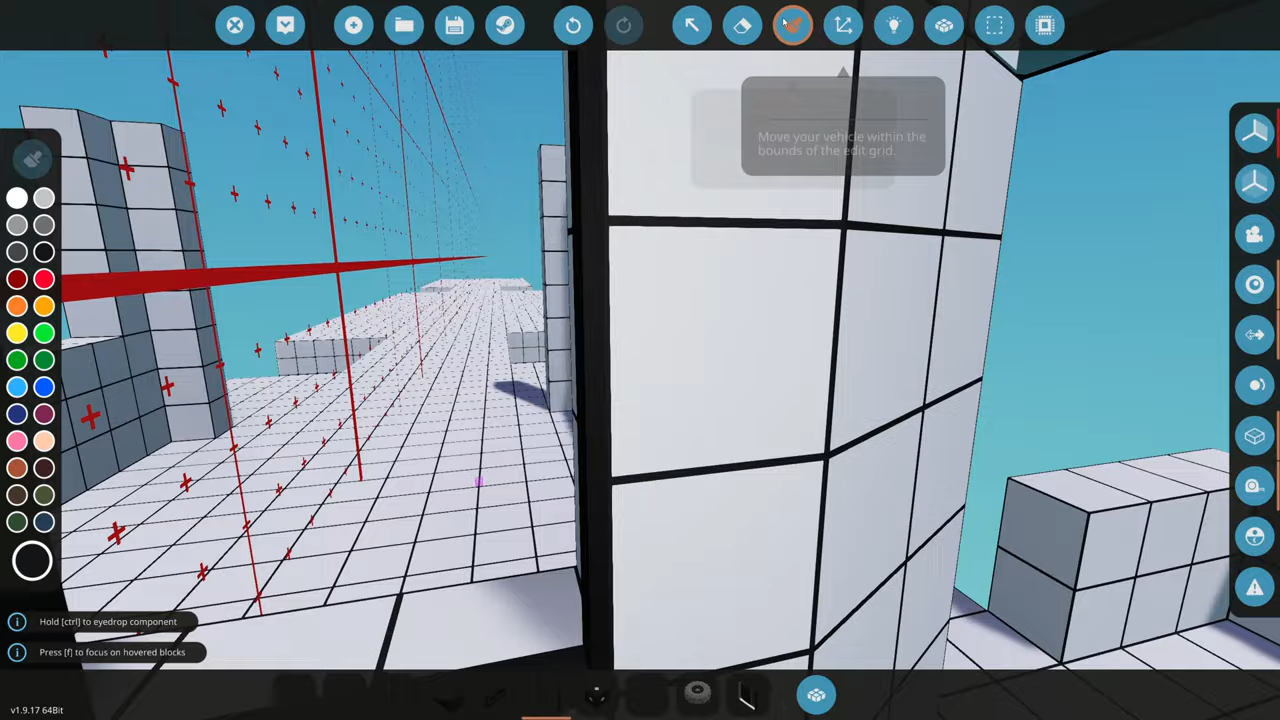 Move your vehicle within the
bounds of the edit grid.
Hold [ctrl] to eyedrop component
Press [f] to focus on hovered blocks
v1.9.17 64Bit